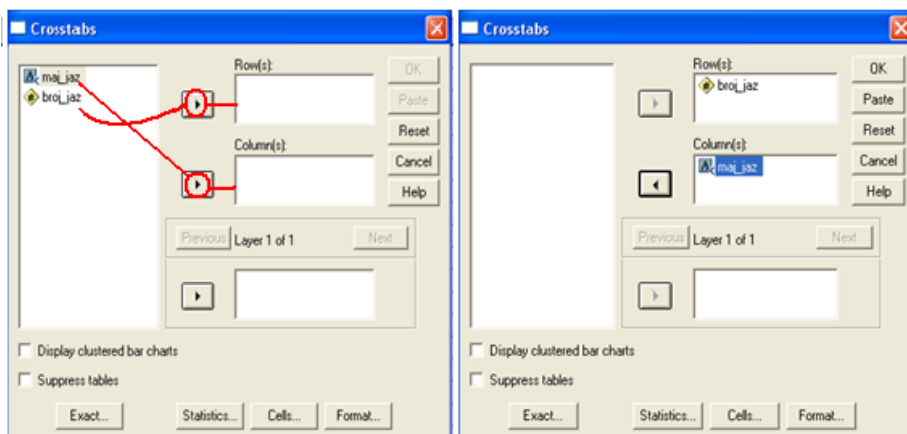 Crosstabs
maj_jaz
broj_jaz
Row(s):
Column(s):
OK
Paste
Reset
Cancel
Help
Previous Layer 1 of 1 Next
Display clustered bar charts
Suppress tables
Exact... Statistics... Cells... Format...
Crosstabs
Row(s):
broj_jaz
Column(s):
maj_jaz
OK
Paste
Reset
Cancel
Help
Previous Layer 1 of 1 Next
Display clustered bar charts
Suppress tables
Exact... Statistics... Cells... Format...